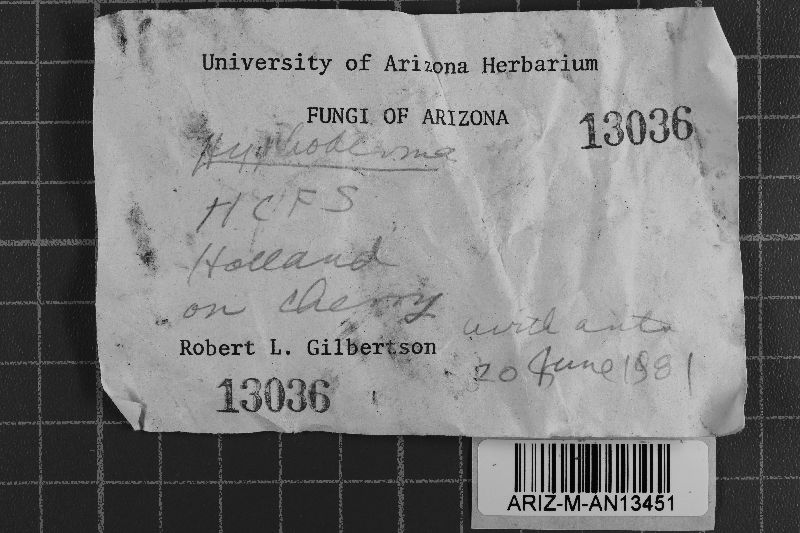 University of Arizona Herbarium
FUNGI OF ARIZONA
13036
Hyphoderma
HCFS
Holland
on cherry
with ants
Robert L. Gilbertson
20 June 1981
13036
ARIZ-M-AN13451